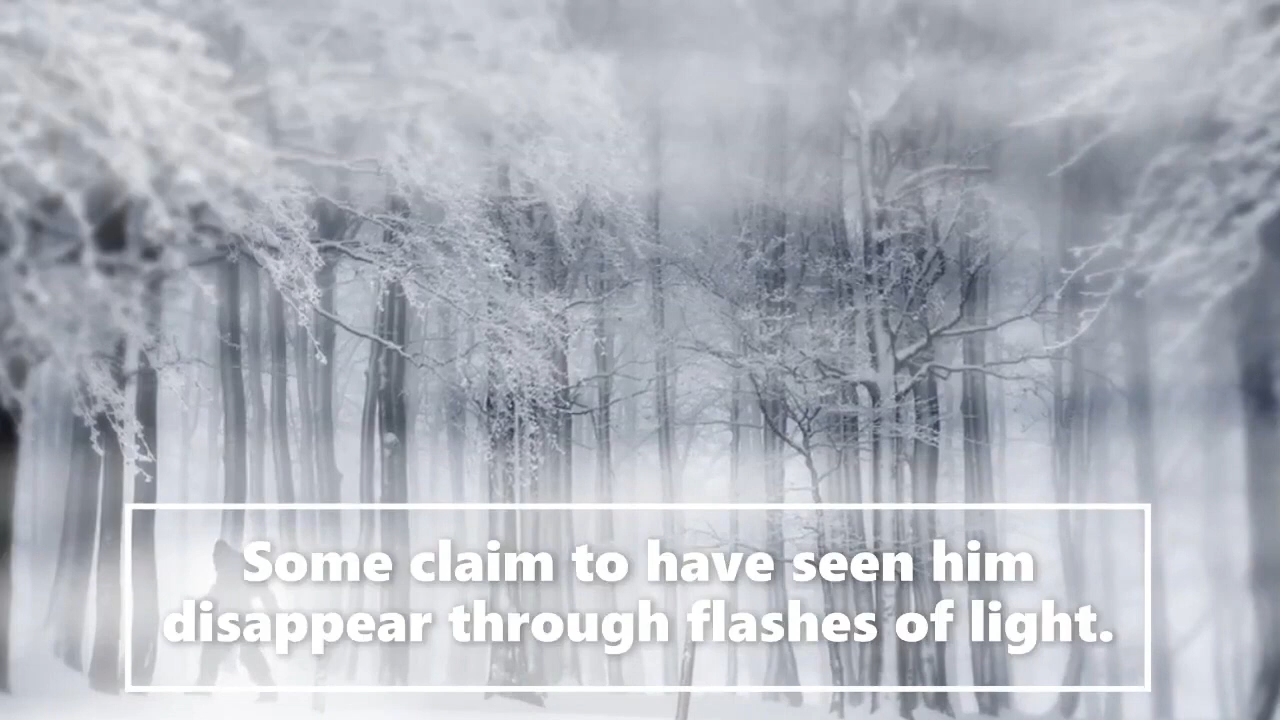 Some claim to have seen him
disappear through flashes of light.